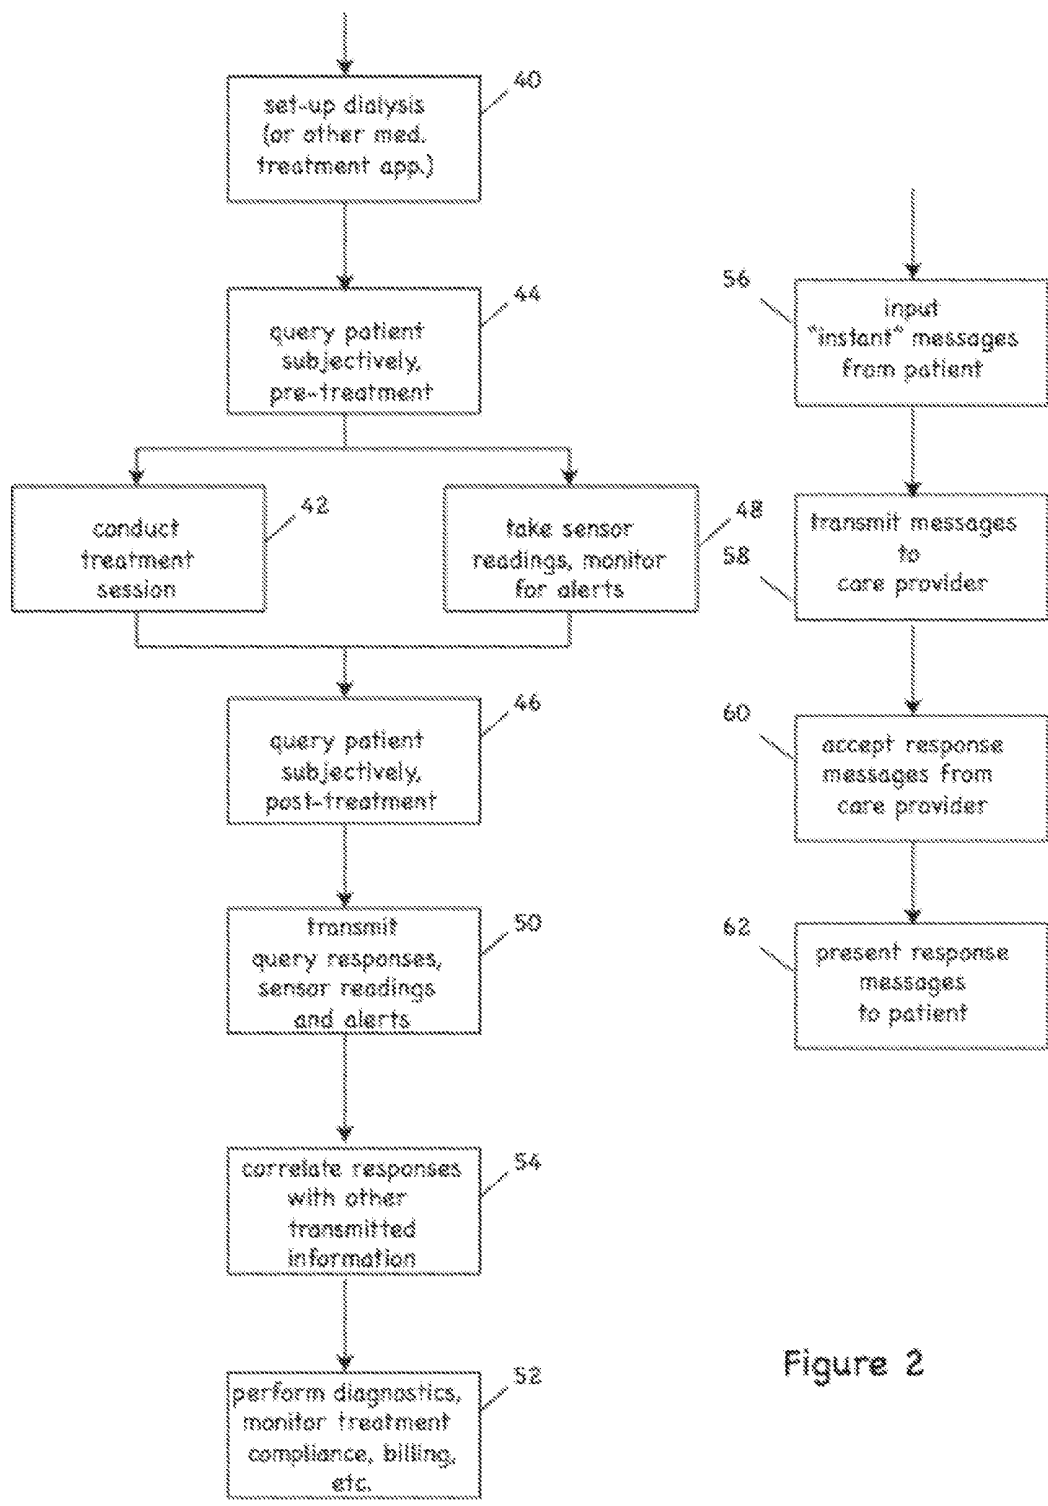 40
set-up dialysis
(or other med.
treatment app.)
44
query patient
subjectively,
pre-treatment
42
conduct
treatment
session
48
take sensor
readings, monitor
for alerts
46
query patient
subjectively,
post-treatment
50
transmit
query responses,
sensor readings
and alerts
54
correlate responses
with other
transmitted
information
52
perform diagnostics,
monitor treatment
compliance, billing,
etc.
56
input
"instant" messages
from patient
58
transmit messages
to
care provider
60
accept response
messages from
care provider
62
present response
messages
to patient
Figure 2